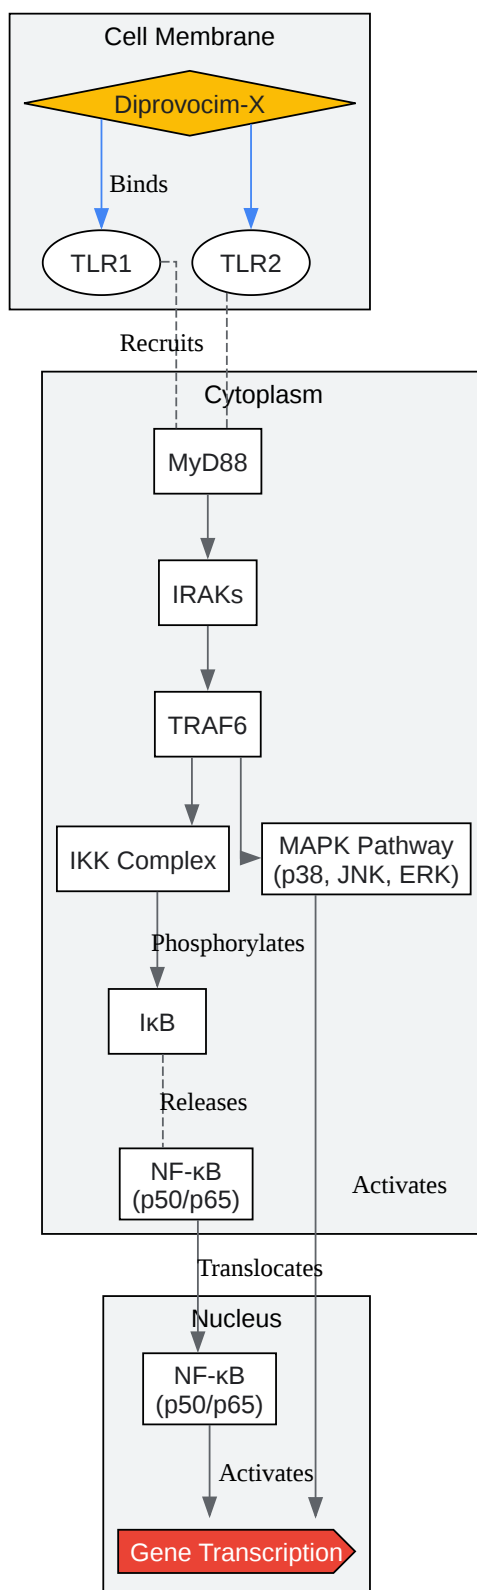 Cell Membrane
Diprovocim-X
Binds
TLR1
TLR2
Recruits
Cytoplasm
MyD88
IRAKs
TRAF6
IKK Complex
MAPK Pathway
(p38, JNK, ERK)
Phosphorylates
IκB
Releases
NF-κB
(p50/p65)
Activates
Translocates
Nucleus
NF-κB
(p50/p65)
Activates
Gene Transcription